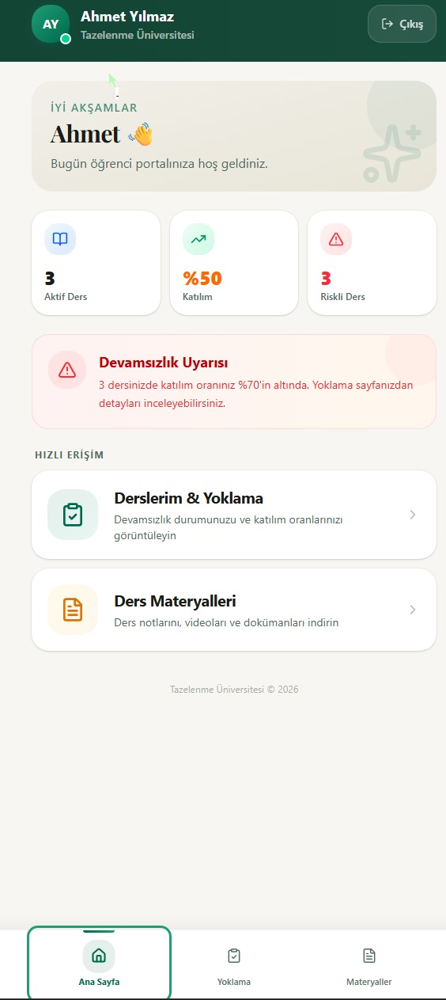 AY
Ahmet Yılmaz
Tazelenme Üniversitesi
Çıkış
İYİ AKŞAMLAR
Ahmet 👋
Bugün öğrenci portalınıza hoş geldiniz.
3
Aktif Ders
%50
Katılım
3
Riskli Ders
Devamsızlık Uyarısı
3 dersinizde katılım oranınız %70'in altında. Yoklama sayfanızdan
detayları inceleyebilirsiniz.
HIZLI ERİŞİM
Derslerim & Yoklama
Devamsızlık durumunuzu ve katılım oranlarınızı
görüntüleyin
Ders Materyalleri
Ders notlarını, videoları ve dokümanları indirin
Tazelenme Üniversitesi © 2026
Ana Sayfa
Yoklama
Materyaller